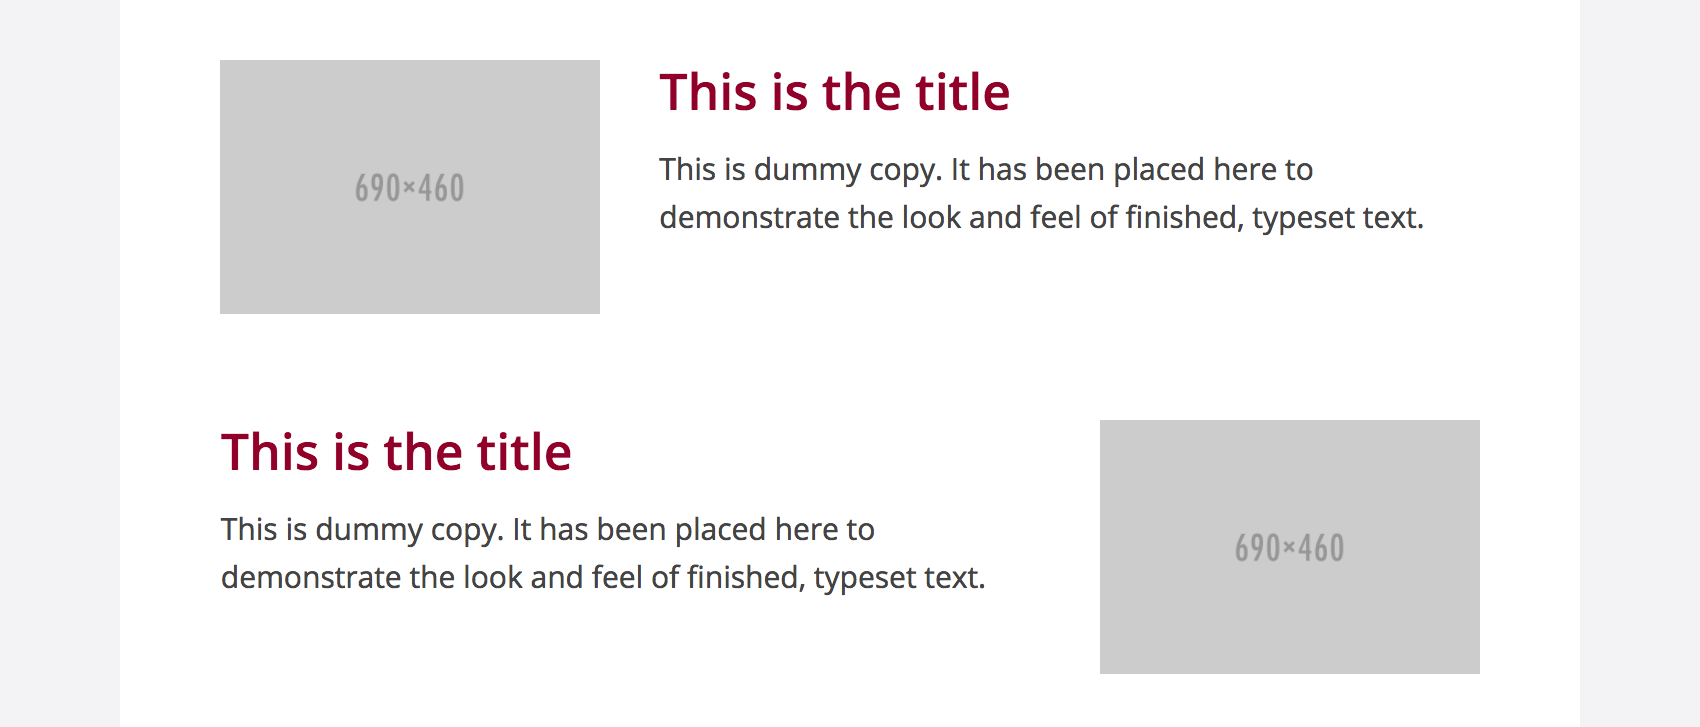 690×460
This is the title
This is dummy copy. It has been placed here to
demonstrate the look and feel of finished, typeset text.
This is the title
This is dummy copy. It has been placed here to
demonstrate the look and feel of finished, typeset text.
690×460